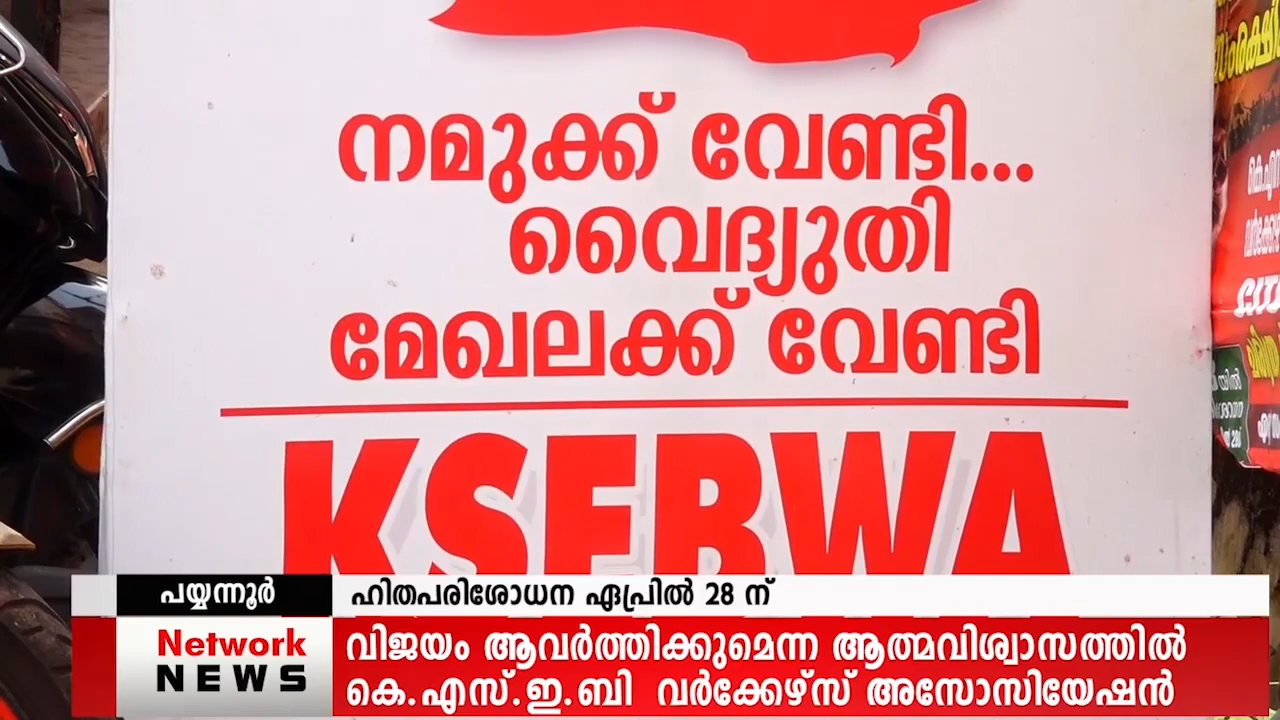 നമുക്ക് വേണ്ടി...
വൈദ്യുതി
മേഖലക്ക് വേണ്ടി
KSEBWA
CITU
പയ്യന്നൂർ
ഹിതപരിശോധന ഏപ്രിൽ 28 ന്
Network
NEWS
വിജയം ആവർത്തിക്കുമെന്ന ആത്മവിശ്വാസത്തിൽ
കെ.എസ്.ഇ.ബി വർക്കേഴ്സ് അസോസിയേഷൻ